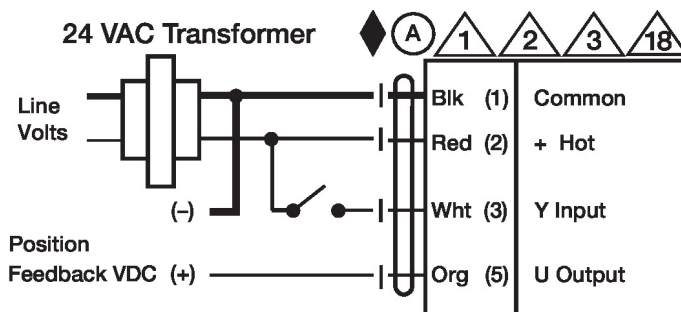 24 VAC Transformer
A 1 2 3 18
Line
Volts
Blk (1) Common
Red (2) + Hot
(–) Wht (3) Y Input
Position
Feedback VDC (+) Org (5) U Output